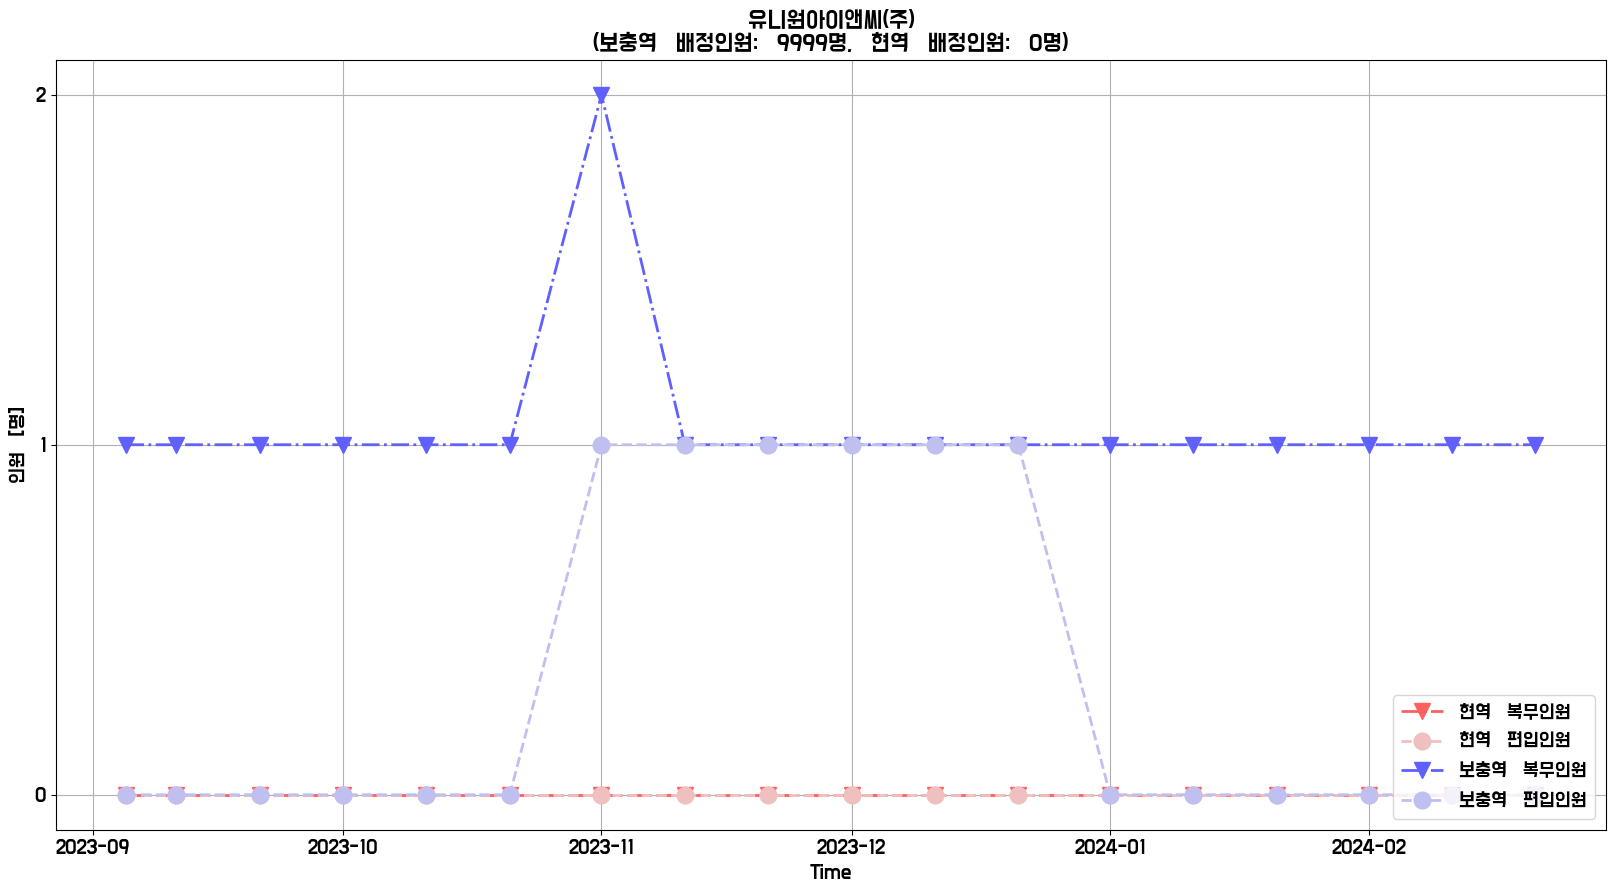 유니원아이앤씨(주)
(보충역 배정인원: 9999명, 현역 배정인원: 0명)
2
1
0
인원 [명]
2023-09 2023-10 2023-11 2023-12 2024-01 2024-02
Time
현역 복무인원
현역 편입인원
보충역 복무인원
보충역 편입인원